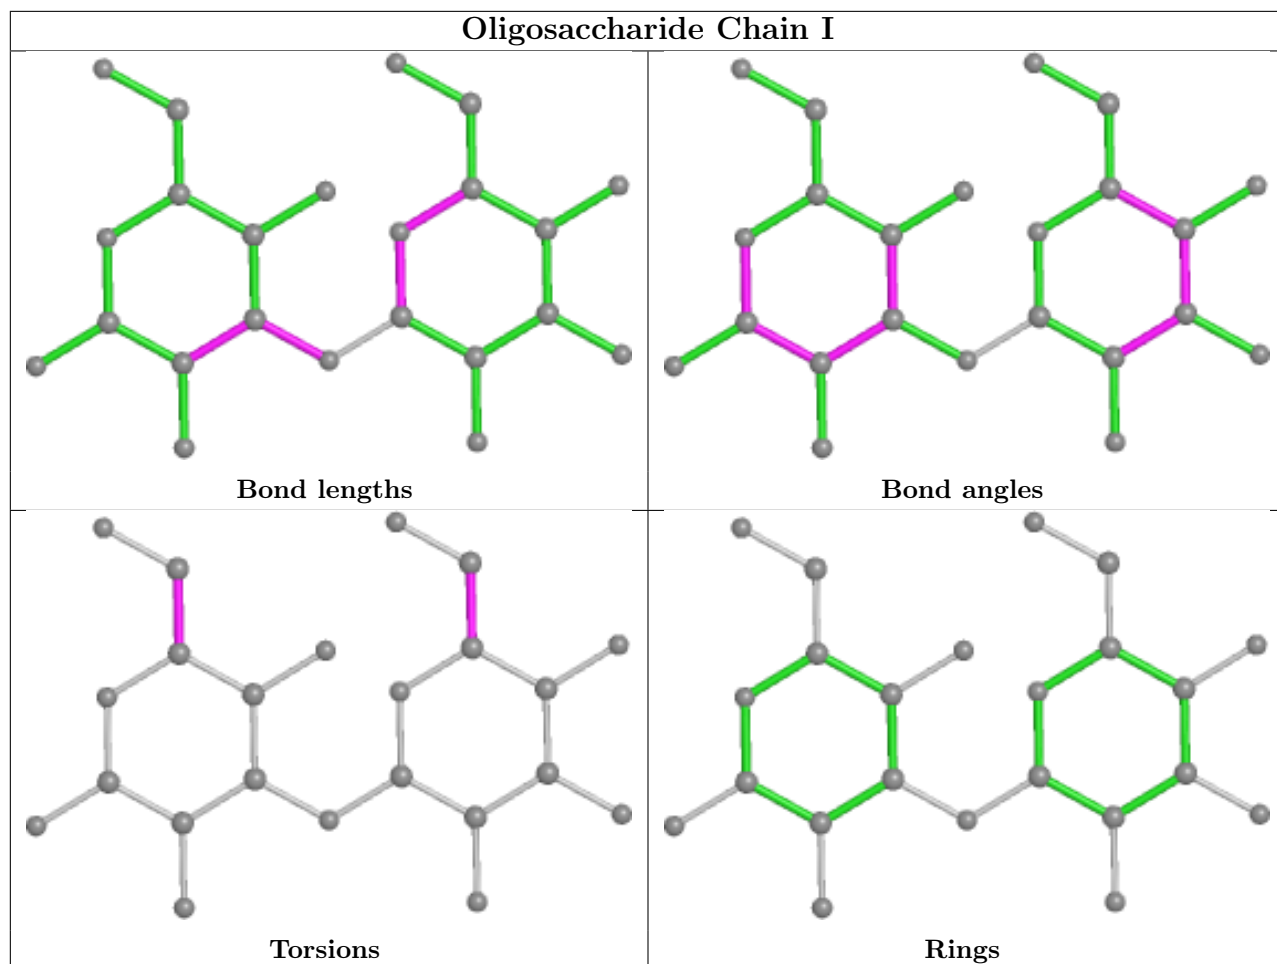 Oligosaccharide Chain I
Bond lengths
Bond angles
Torsions
Rings